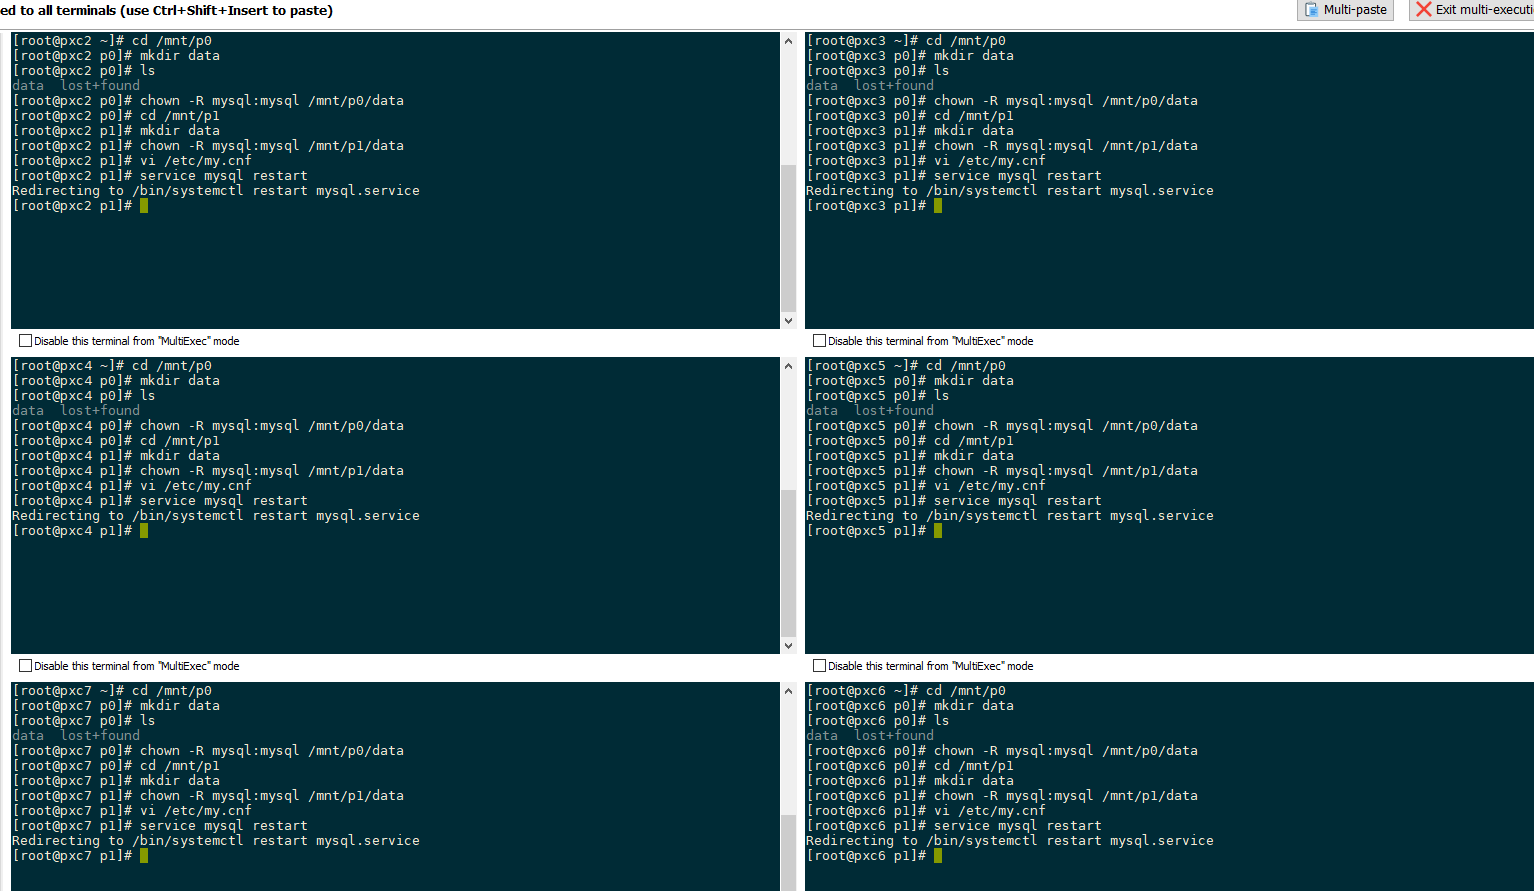 ed to all terminals (use Ctrl+Shift+Insert to paste)
Multi-paste
Exit multi-executi
[root@pxc2 ~]# cd /mnt/p0
[root@pxc2 p0]# mkdir data
[root@pxc2 p0]# ls
data  lost+found
[root@pxc2 p0]# chown -R mysql:mysql /mnt/p0/data
[root@pxc2 p0]# cd /mnt/p1
[root@pxc2 p1]# mkdir data
[root@pxc2 p1]# chown -R mysql:mysql /mnt/p1/data
[root@pxc2 p1]# vi /etc/my.cnf
[root@pxc2 p1]# service mysql restart
Redirecting to /bin/systemctl restart mysql.service
[root@pxc2 p1]#
Disable this terminal from "MultiExec" mode
[root@pxc3 ~]# cd /mnt/p0
[root@pxc3 p0]# mkdir data
[root@pxc3 p0]# ls
data  lost+found
[root@pxc3 p0]# chown -R mysql:mysql /mnt/p0/data
[root@pxc3 p0]# cd /mnt/p1
[root@pxc3 p1]# mkdir data
[root@pxc3 p1]# chown -R mysql:mysql /mnt/p1/data
[root@pxc3 p1]# vi /etc/my.cnf
[root@pxc3 p1]# service mysql restart
Redirecting to /bin/systemctl restart mysql.service
[root@pxc3 p1]#
Disable this terminal from "MultiExec" mode
[root@pxc4 ~]# cd /mnt/p0
[root@pxc4 p0]# mkdir data
[root@pxc4 p0]# ls
data  lost+found
[root@pxc4 p0]# chown -R mysql:mysql /mnt/p0/data
[root@pxc4 p0]# cd /mnt/p1
[root@pxc4 p1]# mkdir data
[root@pxc4 p1]# chown -R mysql:mysql /mnt/p1/data
[root@pxc4 p1]# vi /etc/my.cnf
[root@pxc4 p1]# service mysql restart
Redirecting to /bin/systemctl restart mysql.service
[root@pxc4 p1]#
Disable this terminal from "MultiExec" mode
[root@pxc5 ~]# cd /mnt/p0
[root@pxc5 p0]# mkdir data
[root@pxc5 p0]# ls
data  lost+found
[root@pxc5 p0]# chown -R mysql:mysql /mnt/p0/data
[root@pxc5 p0]# cd /mnt/p1
[root@pxc5 p1]# mkdir data
[root@pxc5 p1]# chown -R mysql:mysql /mnt/p1/data
[root@pxc5 p1]# vi /etc/my.cnf
[root@pxc5 p1]# service mysql restart
Redirecting to /bin/systemctl restart mysql.service
[root@pxc5 p1]#
Disable this terminal from "MultiExec" mode
[root@pxc7 ~]# cd /mnt/p0
[root@pxc7 p0]# mkdir data
[root@pxc7 p0]# ls
data  lost+found
[root@pxc7 p0]# chown -R mysql:mysql /mnt/p0/data
[root@pxc7 p0]# cd /mnt/p1
[root@pxc7 p1]# mkdir data
[root@pxc7 p1]# chown -R mysql:mysql /mnt/p1/data
[root@pxc7 p1]# vi /etc/my.cnf
[root@pxc7 p1]# service mysql restart
Redirecting to /bin/systemctl restart mysql.service
[root@pxc7 p1]#
[root@pxc6 ~]# cd /mnt/p0
[root@pxc6 p0]# mkdir data
[root@pxc6 p0]# ls
data  lost+found
[root@pxc6 p0]# chown -R mysql:mysql /mnt/p0/data
[root@pxc6 p0]# cd /mnt/p1
[root@pxc6 p1]# mkdir data
[root@pxc6 p1]# chown -R mysql:mysql /mnt/p1/data
[root@pxc6 p1]# vi /etc/my.cnf
[root@pxc6 p1]# service mysql restart
Redirecting to /bin/systemctl restart mysql.service
[root@pxc6 p1]#